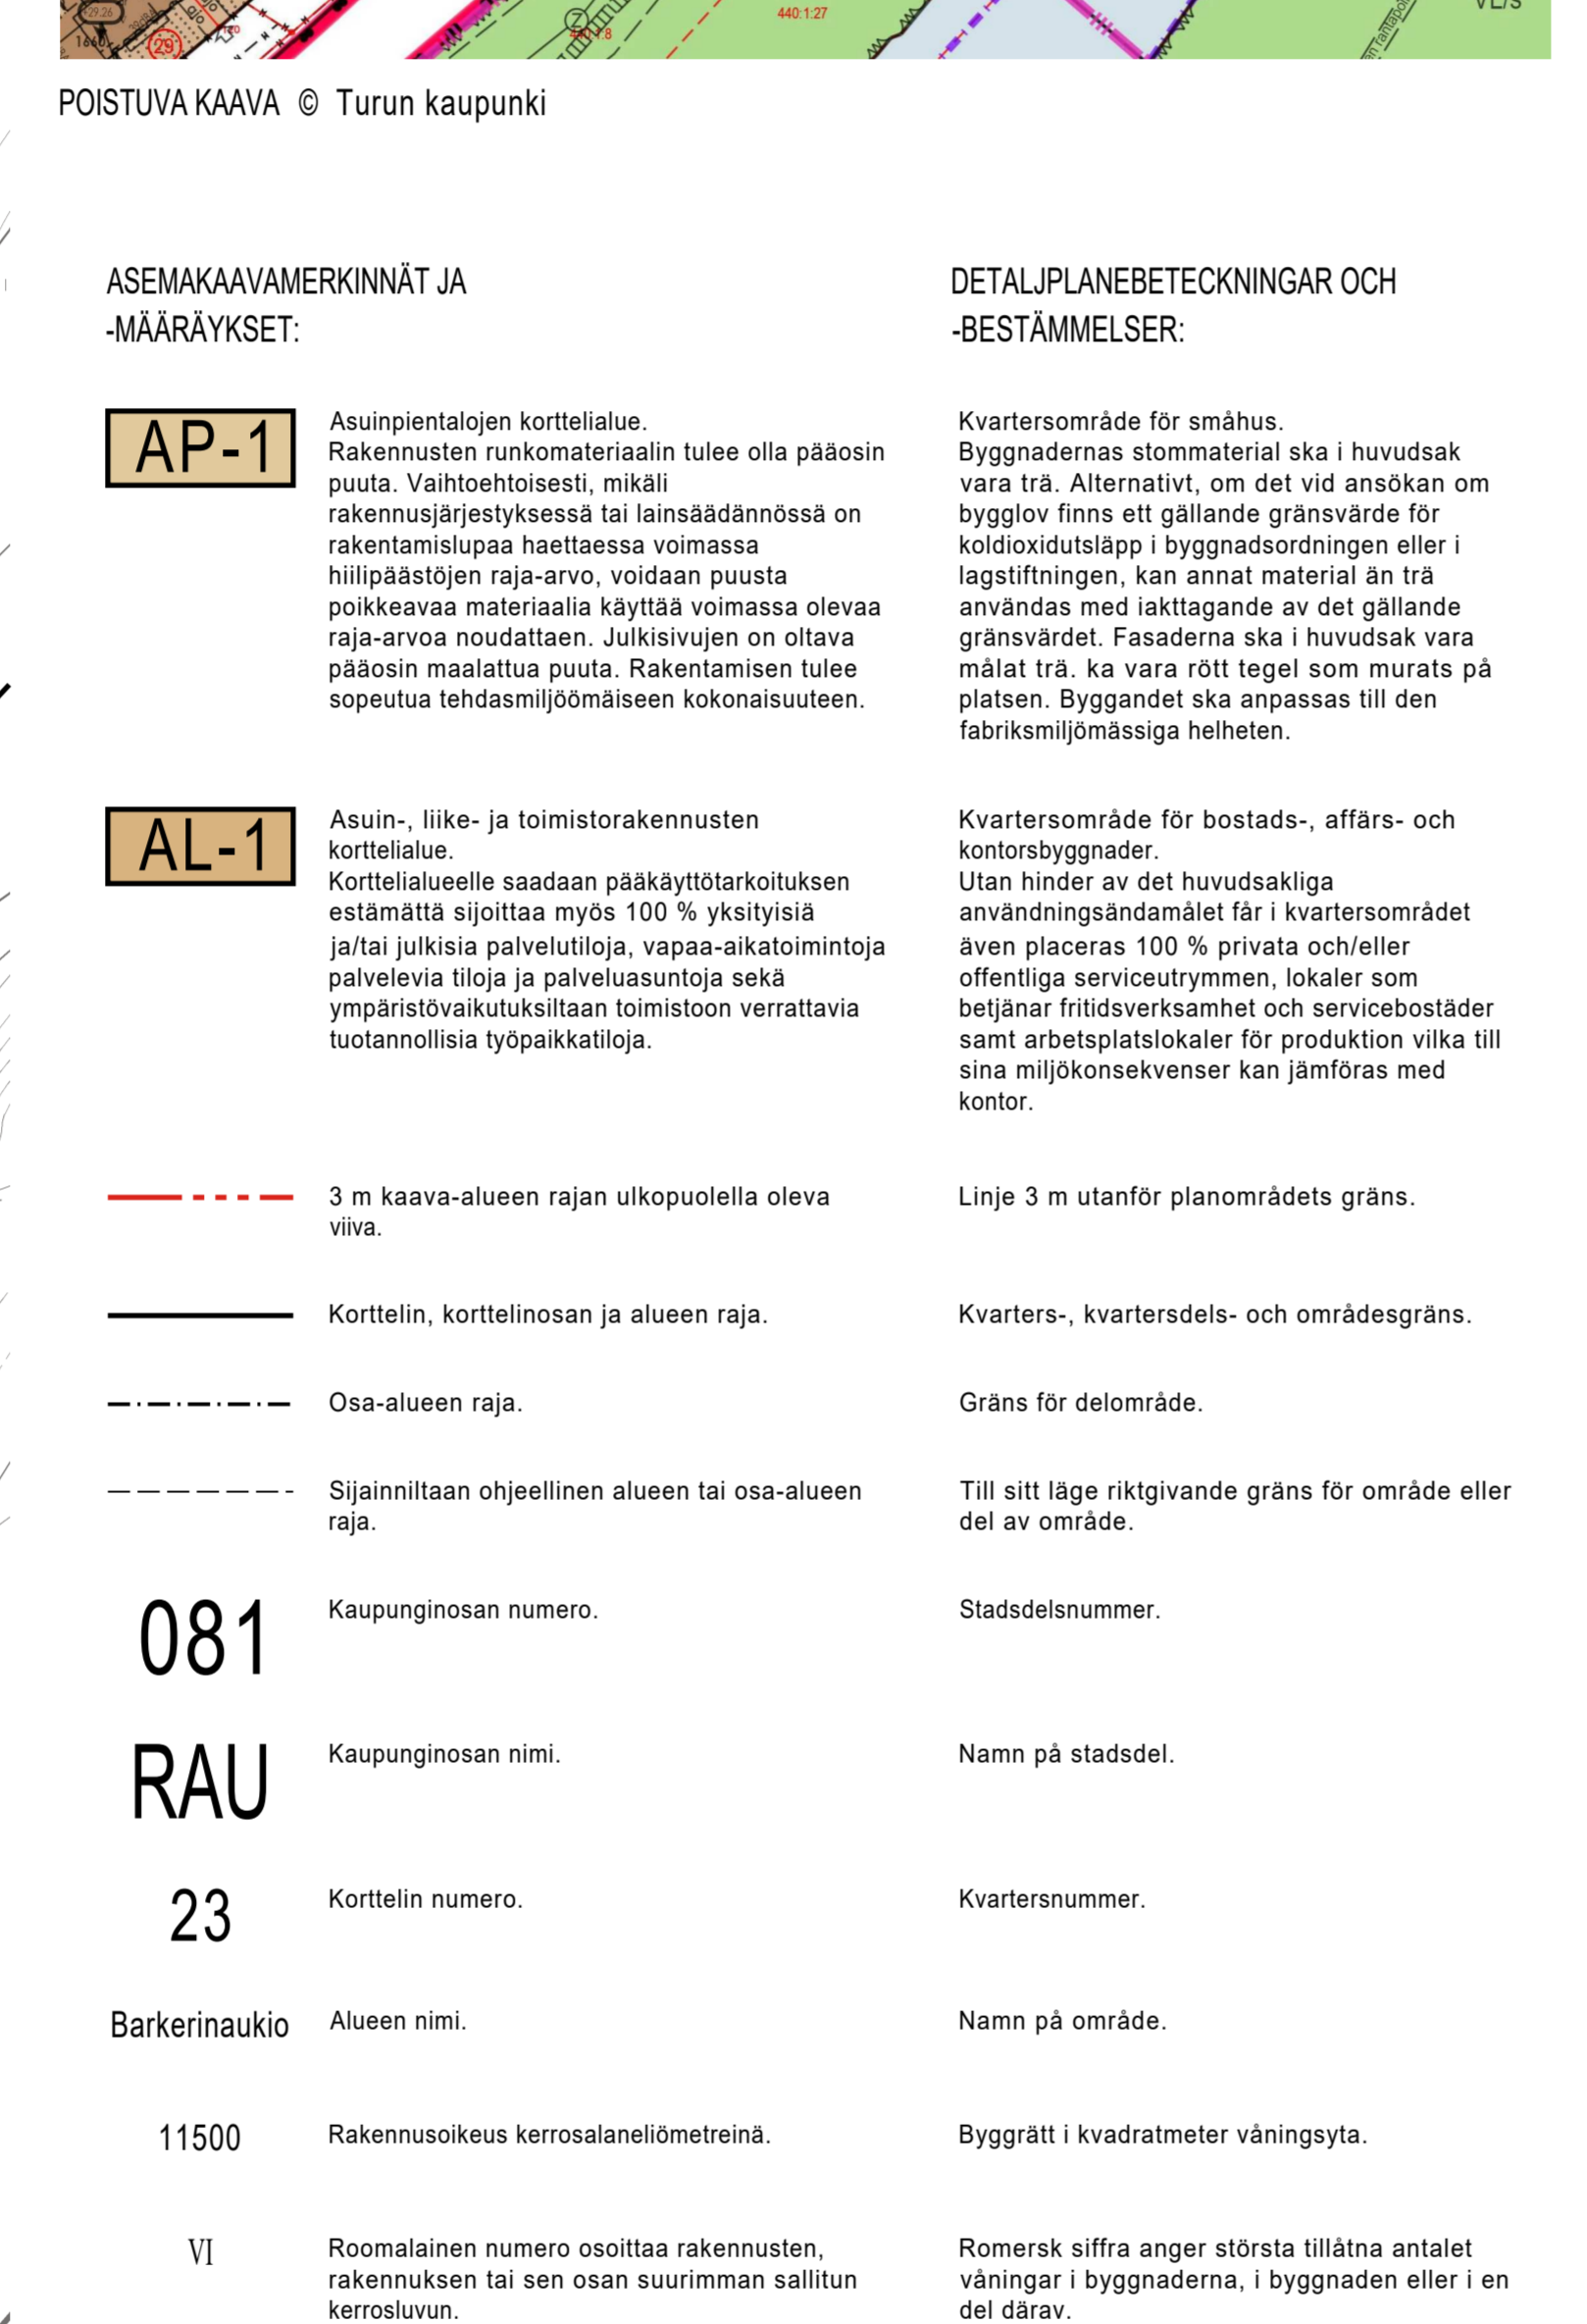 29.26
1660
29
440:1:27
440:1:8
Z
POISTUVA KAAVA © Turun kaupunki
ASEMAKAAVAMERKINNÄT JA
-MÄÄRÄYKSET:
DETALJPLANEBETECKNINGAR OCH
-BESTÄMMELSER:
AP-1
Asuinpientalojen korttelialue.
Rakennusten runkomateriaalin tulee olla pääosin
puuta. Vaihtoehtoisesti, mikäli
rakennusjärjestyksessä tai lainsäädännössä on
rakentamislupaa haettaessa voimassa
hiilipäästöjen raja-arvo, voidaan puusta
poikkeavaa materiaalia käyttää voimassa olevaa
raja-arvoa noudattaen. Julkisivujen on oltava
pääosin maalattua puuta. Rakentamisen tulee
sopeutua tehdasmiljöömäiseen kokonaisuuteen.
Kvartersområde för småhus.
Byggnadernas stommaterial ska i huvudsak
vara trä. Alternativt, om det vid ansökan om
bygglov finns ett gällande gränsvärde för
koldioxidutsläpp i byggnadsordningen eller i
lagstiftningen, kan annat material än trä
användas med iakttagande av det gällande
gränsvärdet. Fasaderna ska i huvudsak vara
målat trä. ka vara rött tegel som murats på
platsen. Byggandet ska anpassas till den
fabriksmiljömässiga helheten.
AL-1
Asuin-, liike- ja toimistorakennusten
korttelialue.
Korttelialueelle saadaan pääkäyttötarkoituksen
estämättä sijoittaa myös 100 % yksityisiä
ja/tai julkisia palvelutiloja, vapaa-aikatoimintoja
palvelevia tiloja ja palveluasuntoja sekä
ympäristövaikutuksiltaan toimistoon verrattavia
tuotannollisia työpaikkatiloja.
Kvartersområde för bostads-, affärs- och
kontorsbyggnader.
Utan hinder av det huvudsakliga
användningsändamålet får i kvartersområdet
även placeras 100 % privata och/eller
offentliga serviceutrymmen, lokaler som
betjänar fritidsverksamhet och servicebostäder
samt arbetsplatslokaler för produktion vilka till
sina miljökonsekvenser kan jämföras med
kontor.
3 m kaava-alueen rajan ulkopuolella oleva
viiva.
Linje 3 m utanför planområdets gräns.
Korttelin, korttelinosan ja alueen raja.
Kvarters-, kvartersdels- och områdesgräns.
Osa-alueen raja.
Gräns för delområde.
Sijainniltaan ohjeellinen alueen tai osa-alueen
raja.
Till sitt läge riktgivande gräns för område eller
del av område.
081
Kaupunginosan numero.
Stadsdelsnummer.
RAU
Kaupunginosan nimi.
Namn på stadsdel.
23
Korttelin numero.
Kvartersnummer.
Barkerinaukio
Alueen nimi.
Namn på område.
11500
Rakennusoikeus kerrosalaneliömetreinä.
Byggrätt i kvadratmeter våningsyta.
VI
Roomalainen numero osoittaa rakennusten,
rakennuksen tai sen osan suurimman sallitun
kerrosluvun.
Romersk siffra anger största tillåtna antalet
våningar i byggnaderna, i byggnaden eller i en
del därav.